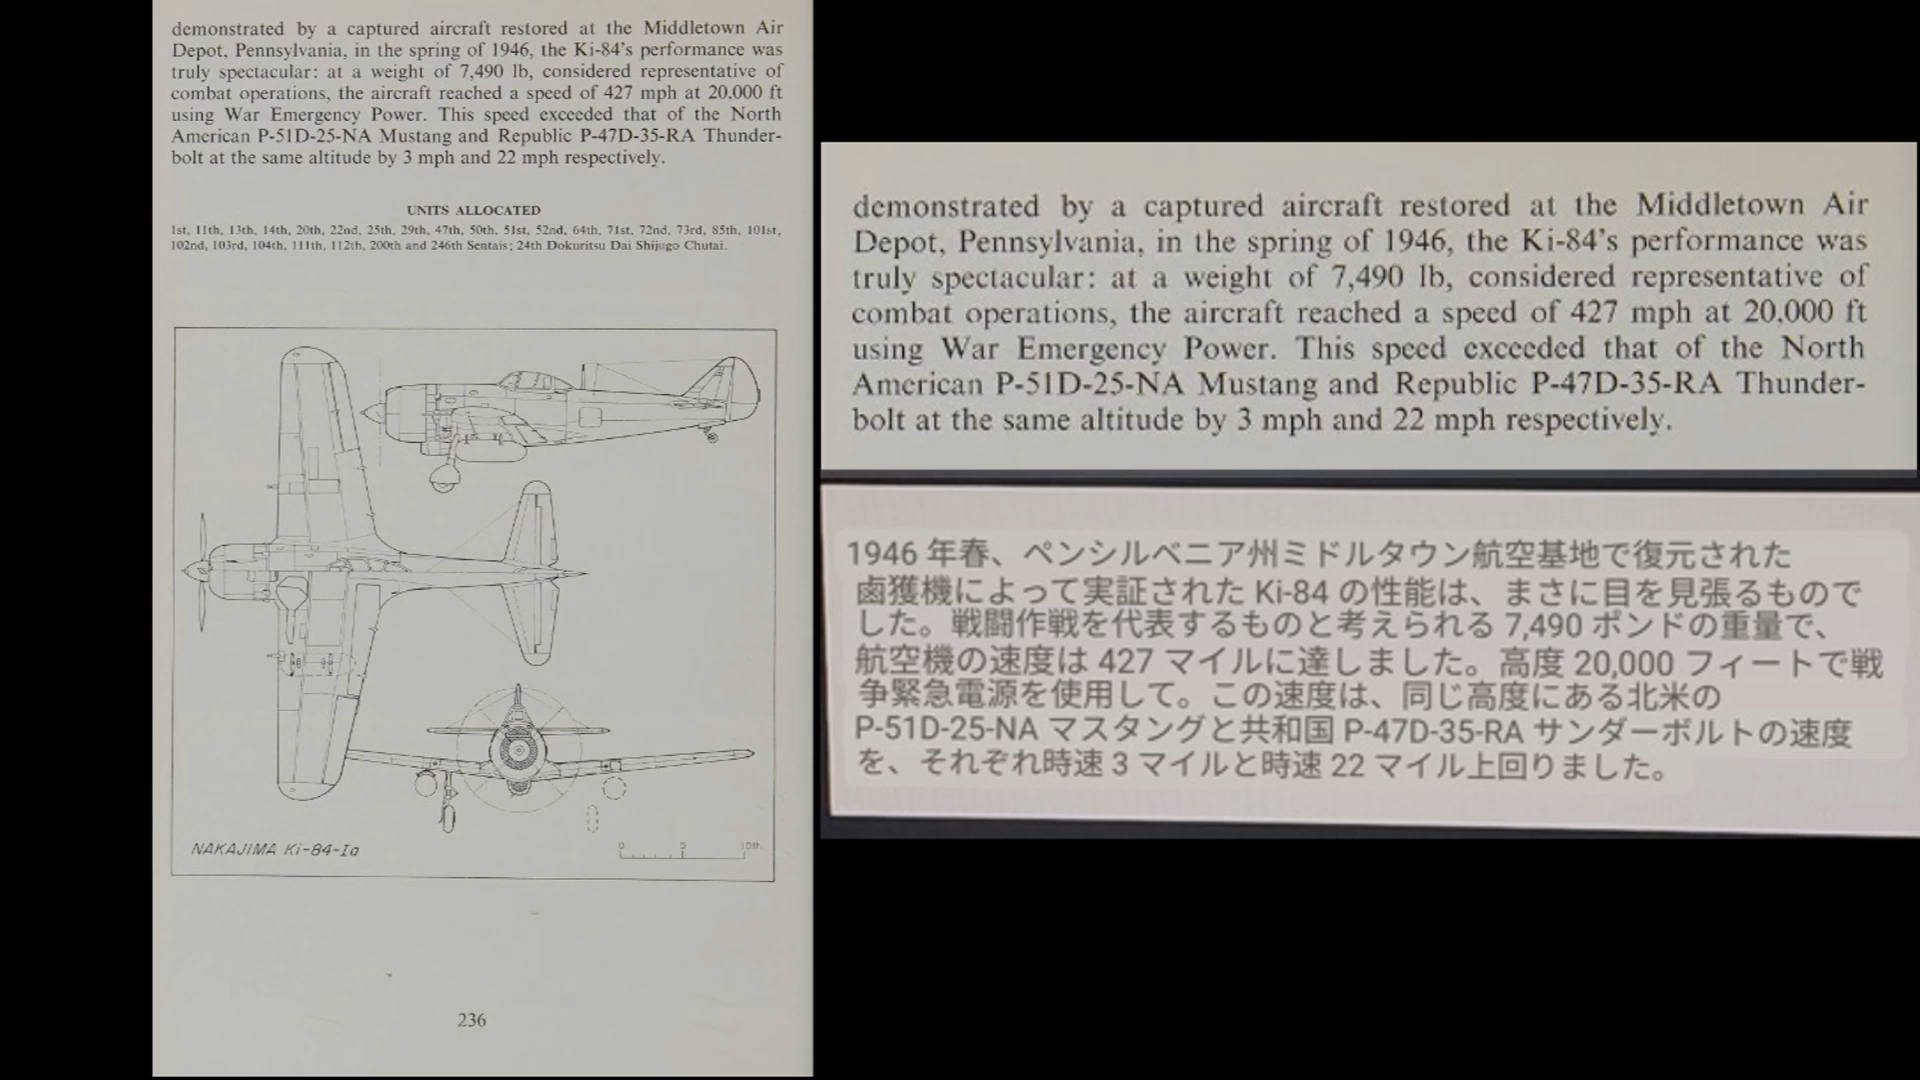 demonstrated by a captured aircraft restored at the Middletown Air
Depot, Pennsylvania, in the spring of 1946, the Ki-84's performance was
truly spectacular: at a weight of 7,490 lb, considered representative of
combat operations, the aircraft reached a speed of 427 mph at 20,000 ft
using War Emergency Power. This speed exceeded that of the North
American P-51D-25-NA Mustang and Republic P-47D-35-RA Thunder-
bolt at the same altitude by 3 mph and 22 mph respectively.
UNITS ALLOCATED
1st, 11th, 13th, 14th, 20th, 22nd, 25th, 29th, 47th, 50th, 51st, 52nd, 64th, 71st, 72nd, 73rd, 85th, 101st,
102nd, 103rd, 104th, 111th, 112th, 200th and 246th Sentais; 24th Dokuritsu Dai Shijugo Chutai.
NAKAJIMA Ki-84-Ia
0 5 10ft.
236
demonstrated by a captured aircraft restored at the Middletown Air
Depot, Pennsylvania, in the spring of 1946, the Ki-84's performance was
truly spectacular: at a weight of 7,490 lb, considered representative of
combat operations, the aircraft reached a speed of 427 mph at 20,000 ft
using War Emergency Power. This speed exceeded that of the North
American P-51D-25-NA Mustang and Republic P-47D-35-RA Thunder-
bolt at the same altitude by 3 mph and 22 mph respectively.
1946 年春、ペンシルベニア州ミドルタウン航空基地で復元された
鹵獲機によって実証された Ki-84 の性能は、まさに目を見張るもので
した。戦闘作戦を代表するものと考えられる 7,490 ポンドの重量で、
航空機の速度は 427 マイルに達しました。高度 20,000 フィートで戦
争緊急電源を使用して。この速度は、同じ高度にある北米の
P-51D-25-NA マスタングと共和国 P-47D-35-RA サンダーボルトの速度
を、それぞれ時速 3 マイルと時速 22 マイル上回りました。